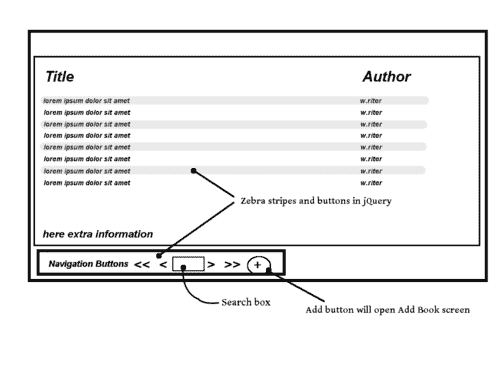 Title Author
lorem ipsum dolor sit amet w.riter
lorem ipsum dolor sit amet w.riter
lorem ipsum dolor sit amet w.riter
lorem ipsum dolor sit amet w.riter
lorem ipsum dolor sit amet w.riter
lorem ipsum dolor sit amet w.riter
lorem ipsum dolor sit amet w.riter
lorem ipsum dolor sit amet w.riter
Zebra stripes and buttons in jQuery
here extra information
Navigation Buttons << < > >> +
Search box
Add button will open Add Book screen